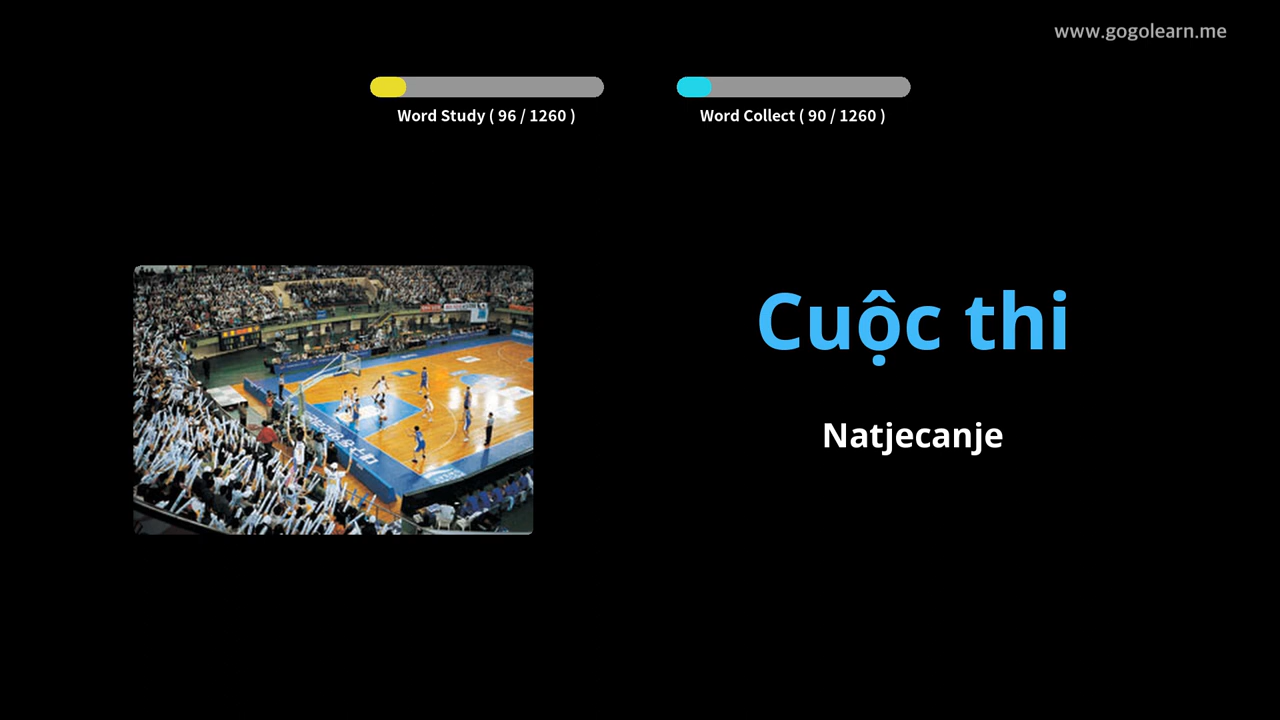 www.gogolearn.me
Word Study ( 96 / 1260 )
Word Collect ( 90 / 1260 )
Cuộc thi
Natjecanje